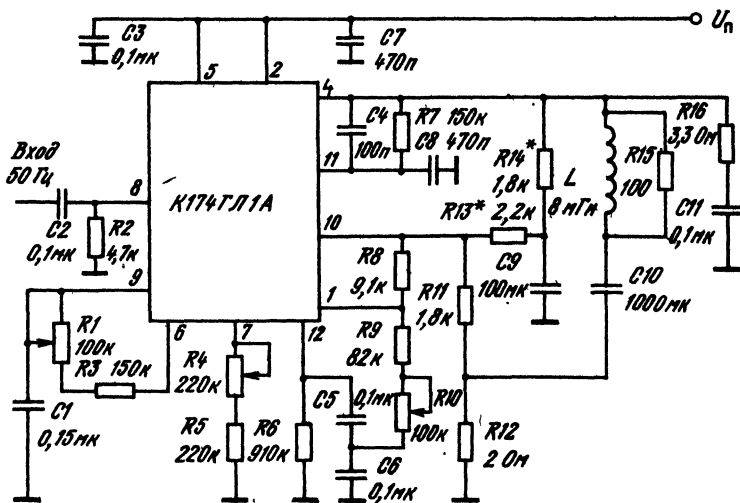 C3
0,1мк
C7
470п
Uп
5
2
4
C4
100п
R7 150к
C8 470п
R16
3,3 Ом
Вход
50 Гц
11
R14*
1,8к
R15
100
L
8 мГн
8
К174ГЛ1А
C2
0,1мк
R2
4,7к
10
R13* 2,2к
C11
0,1мк
9
R8
9,1к
C9
100мк
C10
1000мк
1
R11
1,8к
R1
100к
R3 150к
6
7
12
R9
82к
R4
220к
C5
0,1мк
R10
100к
C1
0,15мк
R5
220к
R6
910к
C6
0,1мк
R12
2 Ом